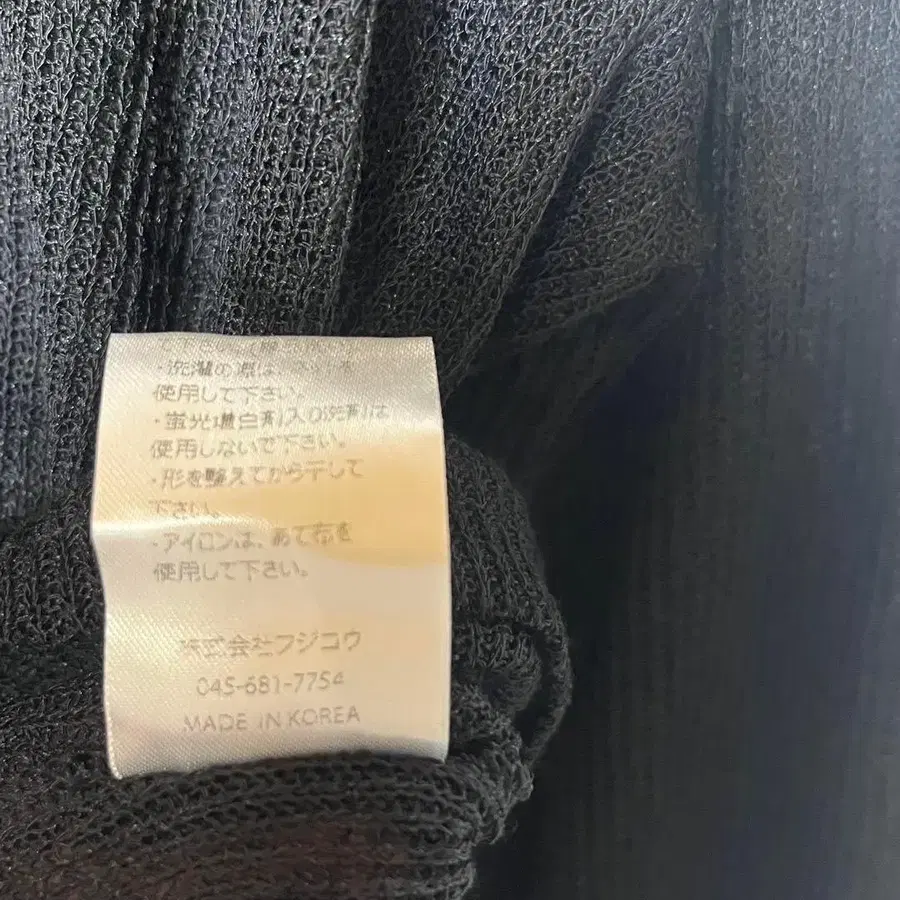 ・洗濯の際は、ネットを
使用して下さい。
・蛍光増白剤入り洗剤は
使用しないで下さい。
・形を整えてから干して
下さい。
・アイロンは、あて布を
使用して下さい。
株式会社フジコウ
045-681-7754
MADE IN KOREA